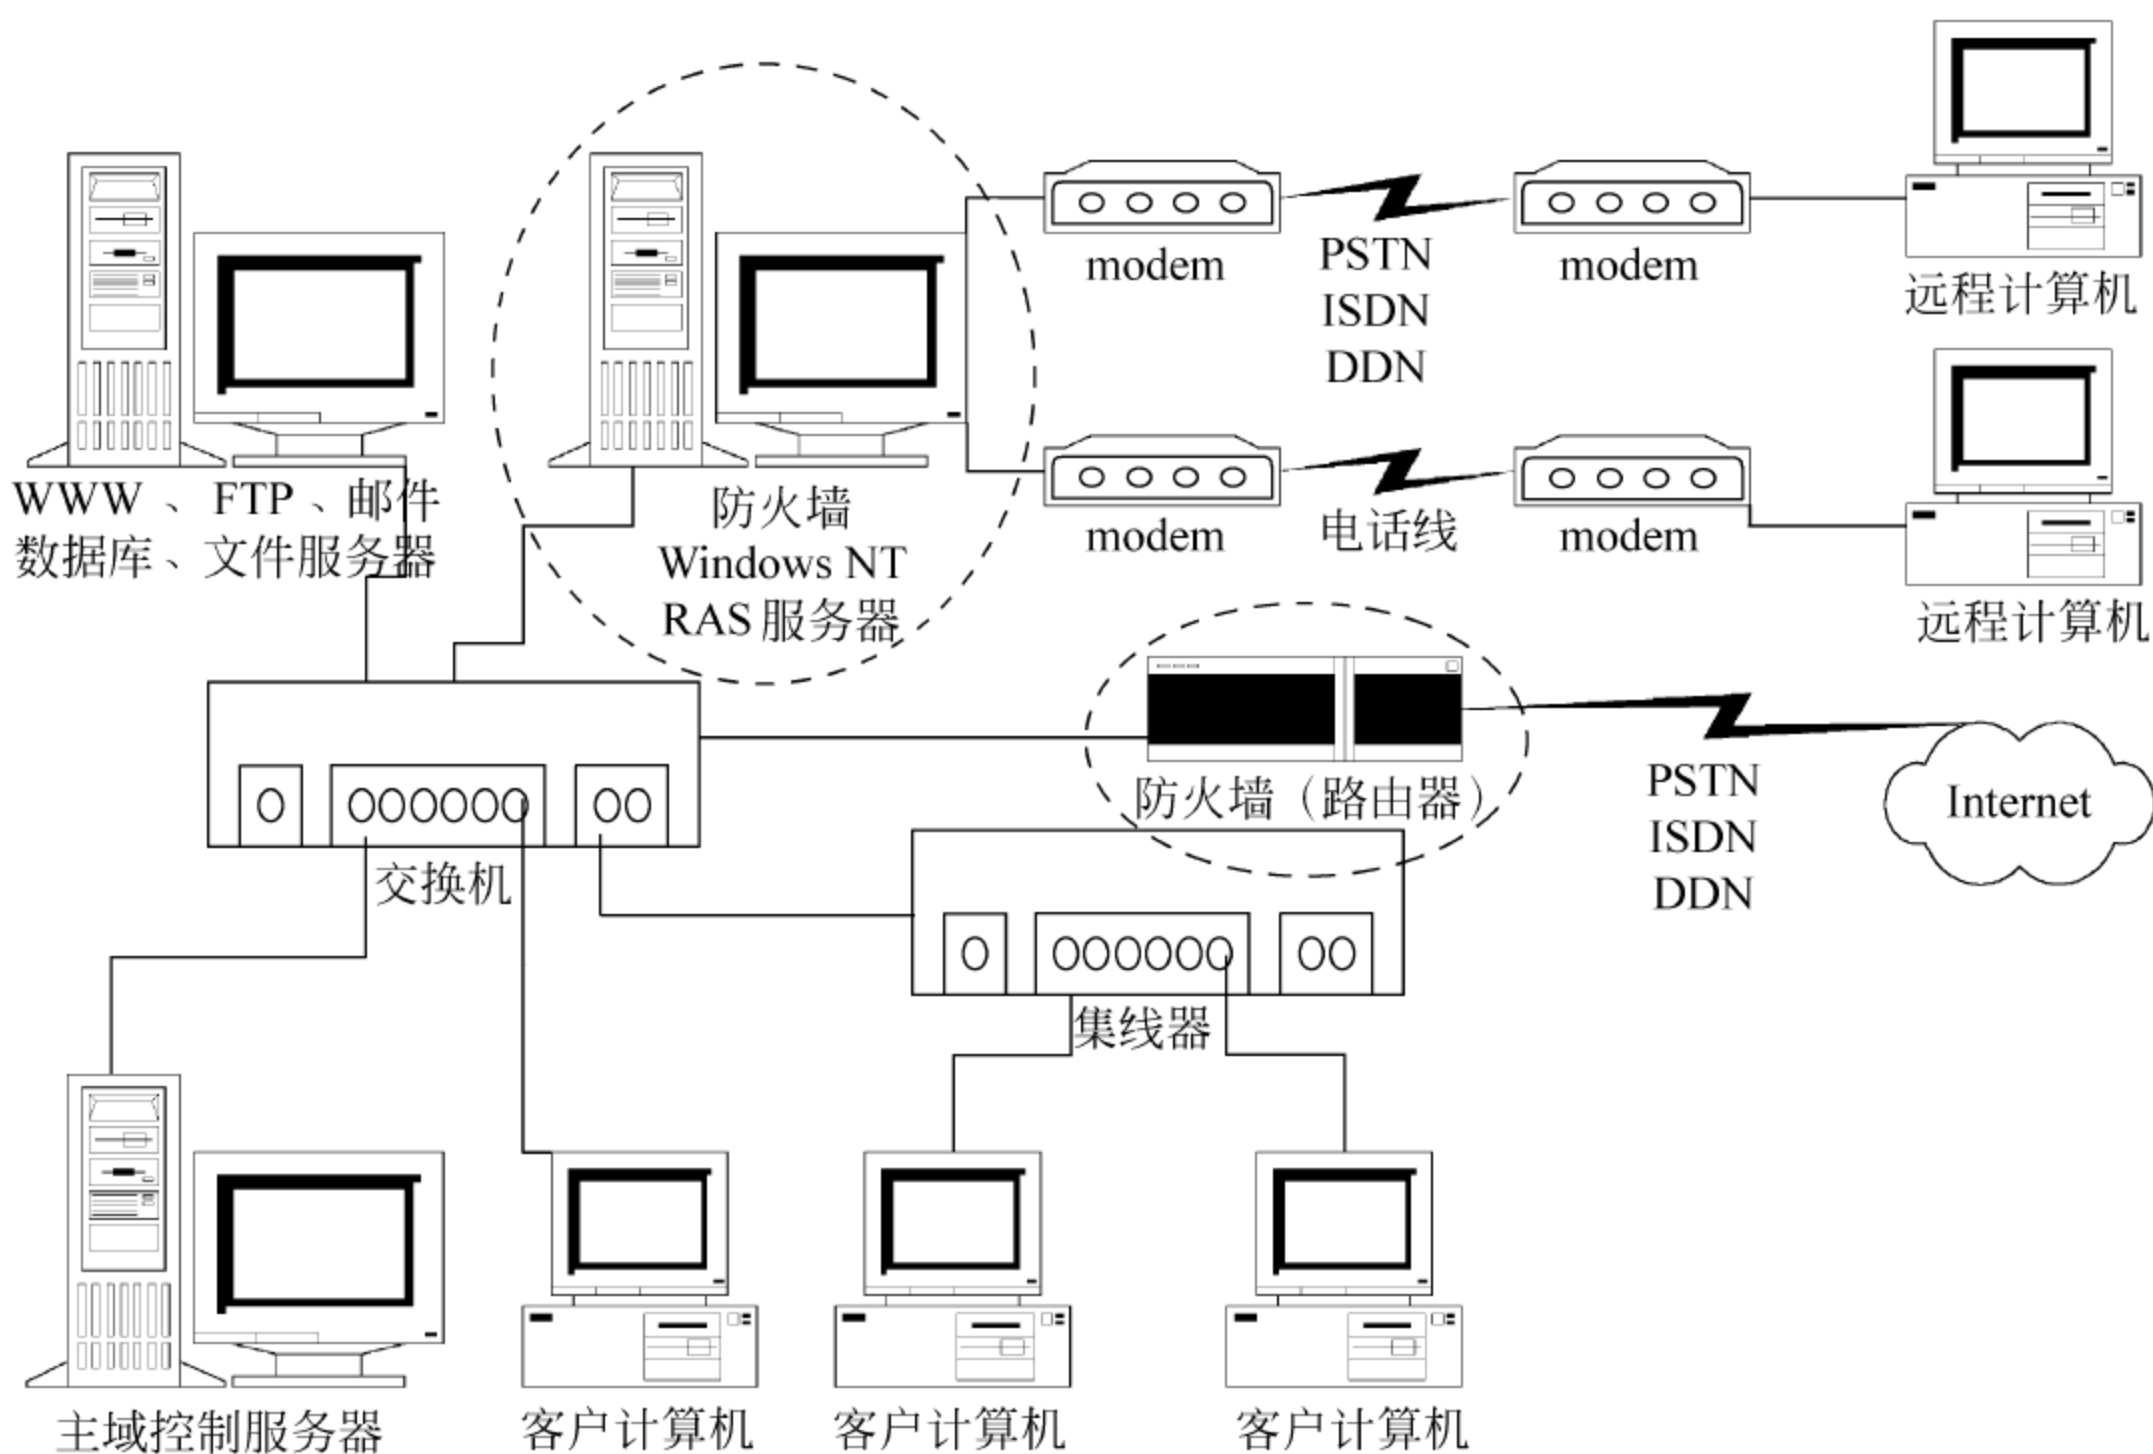 modem
PSTN
ISDN
DDN
modem
远程计算机
WWW 、 FTP 、邮件
数据库、文件服务器
防火墙
Windows NT
RAS 服务器
modem
电话线
modem
远程计算机
防火墙（路由器）
PSTN
ISDN
DDN
Internet
交换机
集线器
主域控制服务器
客户计算机
客户计算机
客户计算机